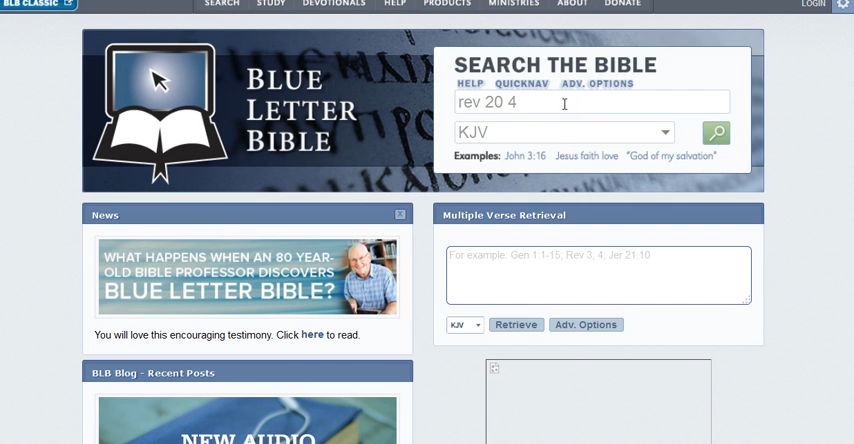 BLB CLASSIC
SEARCH STUDY DEVOTIONALS HELP PRODUCTS MINISTRIES ABOUT DONATE
LOGIN
BLUE
LETTER
BIBLE
SEARCH THE BIBLE
HELP QUICKNAV ADV. OPTIONS
rev 20 4
KJV
Examples: John 3:16 Jesus faith love "God of my salvation"
News
X
WHAT HAPPENS WHEN AN 80 YEAR-
OLD BIBLE PROFESSOR DISCOVERS
BLUE LETTER BIBLE?
You will love this encouraging testimony. Click here to read.
BLB Blog - Recent Posts
NEW AUDIO
Multiple Verse Retrieval
For example: Gen 1:1-15; Rev 3, 4; Jer 21:10
KJV Retrieve Adv. Options